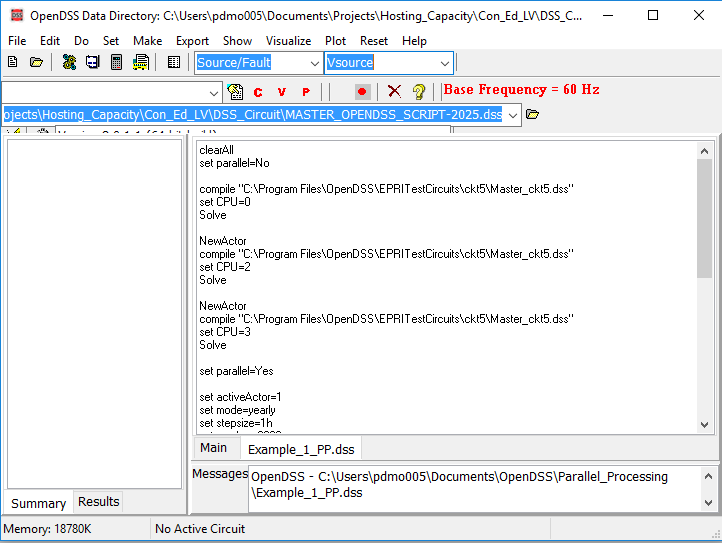 OpenDSS Data Directory: C:\Users\pdmo005\Documents\Projects\Hosting_Capacity\Con_Ed_LV\DSS_C...
File Edit Do Set Make Export Show Visualize Plot Reset Help
Source/Fault Vsource
C V P Base Frequency = 60 Hz
ojects\Hosting_Capacity\Con_Ed_LV\DSS_Circuit\MASTER_OPENDSS_SCRIPT-2025.dss
clearAll
set parallel=No
compile "C:\Program Files\OpenDSS\EPRITestCircuits\ckt5\Master_ckt5.dss"
set CPU=0
Solve
NewActor
compile "C:\Program Files\OpenDSS\EPRITestCircuits\ckt5\Master_ckt5.dss"
set CPU=2
Solve
NewActor
compile "C:\Program Files\OpenDSS\EPRITestCircuits\ckt5\Master_ckt5.dss"
set CPU=3
Solve
set parallel=Yes
set activeActor=1
set mode=yearly
set stepsize=1h
Main Example_1_PP.dss
Messages
OpenDSS - C:\Users\pdmo005\Documents\OpenDSS\Parallel_Processing
\Example_1_PP.dss
Summary Results
Memory: 18780K No Active Circuit